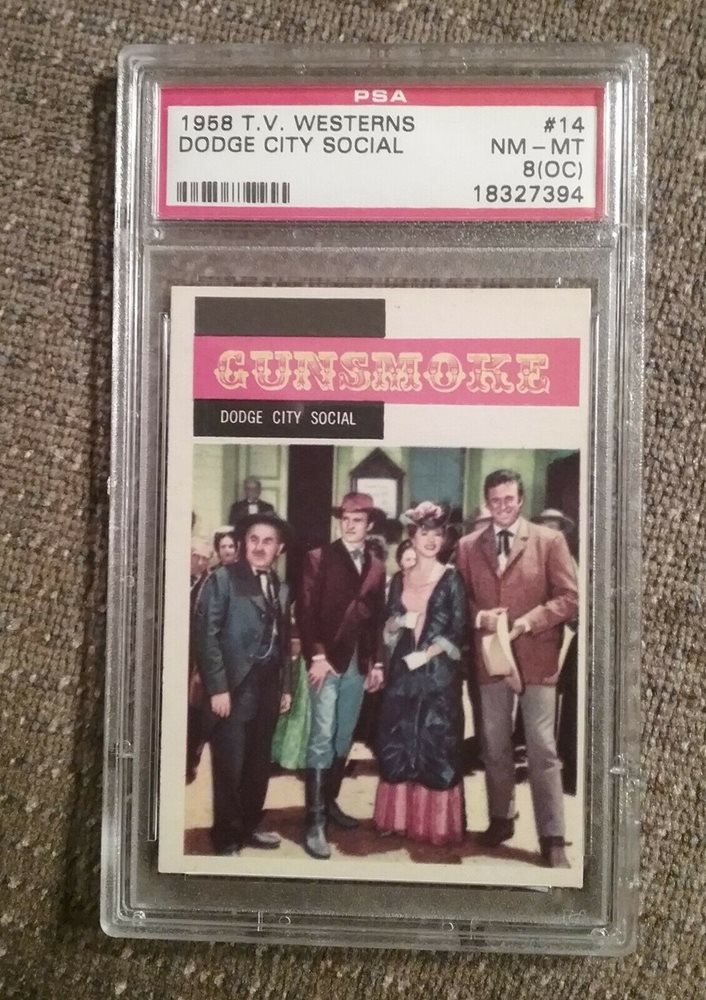 PSA
1958 T.V. WESTERNS #14
DODGE CITY SOCIAL NM-MT
8(OC)
18327394
GUNSMOKE
DODGE CITY SOCIAL